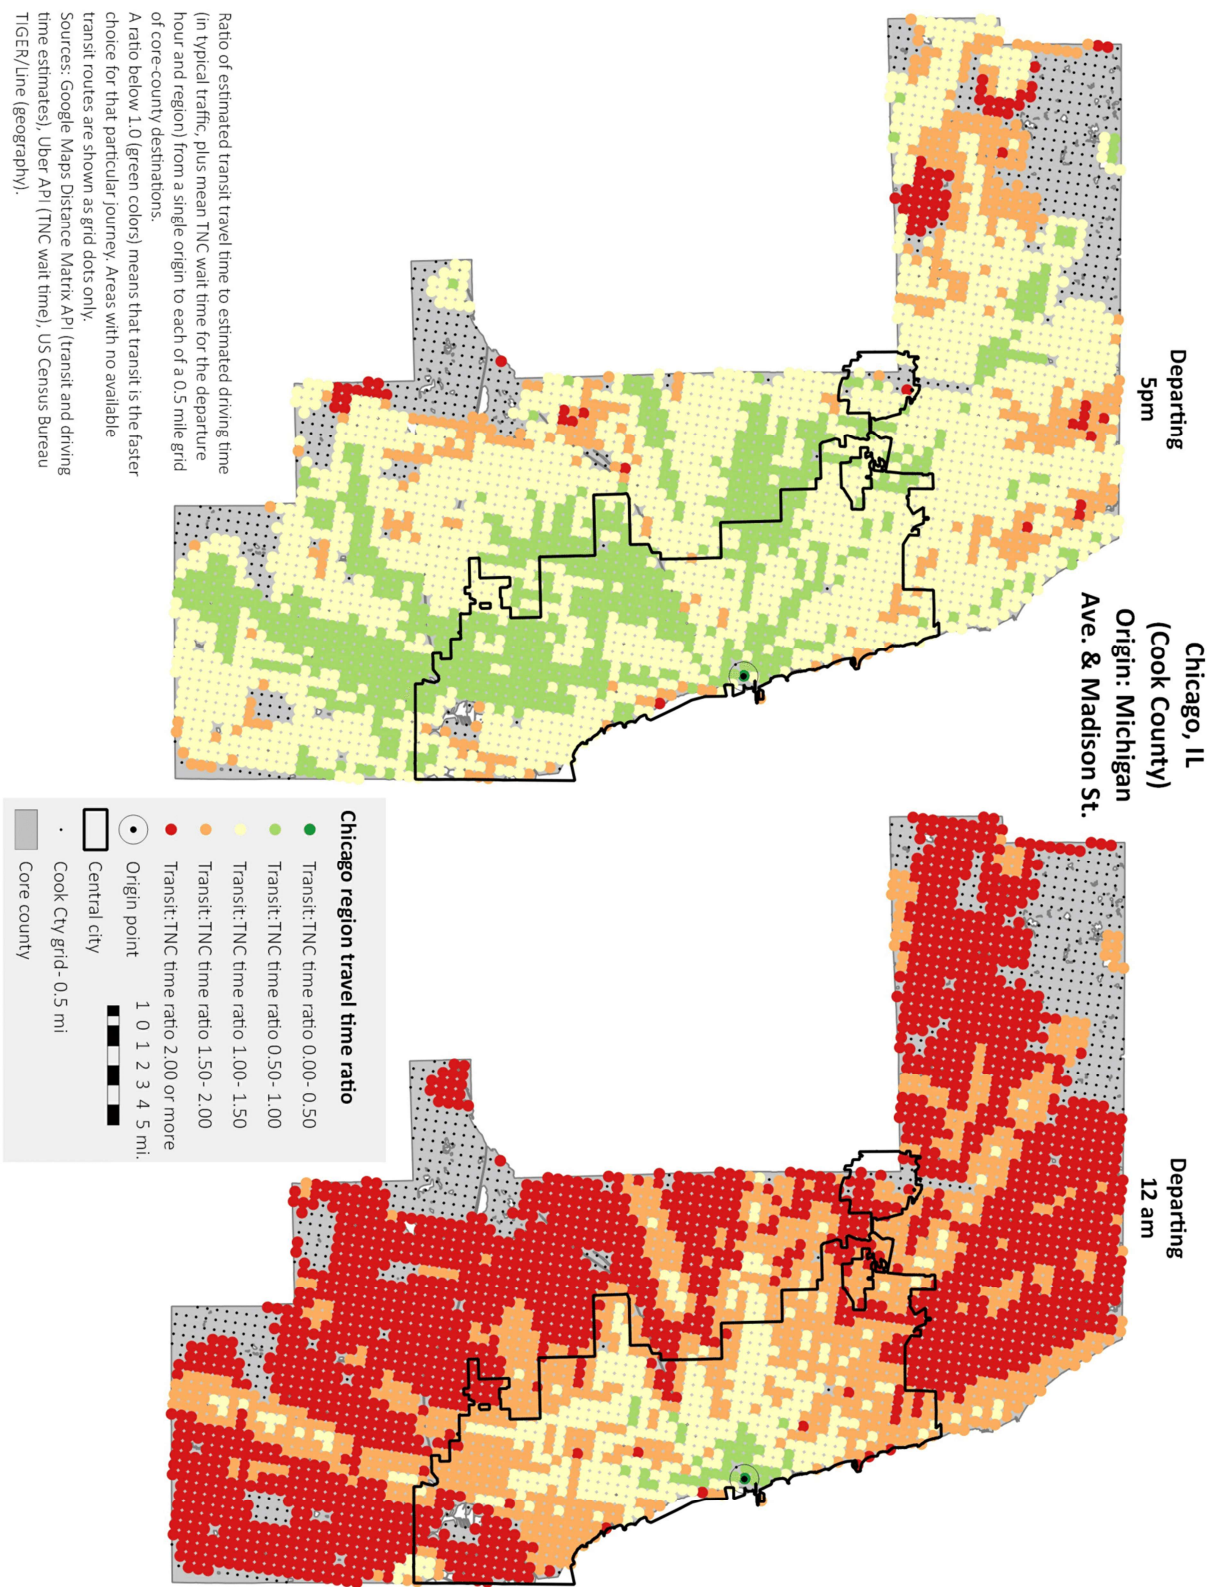 Chicago, IL
(Cook County)
Origin: Michigan
Ave. & Madison St.
Departing
5pm
Departing
12 am
Ratio of estimated transit travel time to estimated driving time
(in typical traffic, plus mean TNC wait time for the departure
hour and region) from a single origin to each of a 0.5 mile grid
of core-county destinations.
A ratio below 1.0 (green colors) means that transit is the faster
choice for that particular journey. Areas with no available
transit routes are shown as grid dots only.
Sources: Google Maps Distance Matrix API (transit and driving
time estimates), Uber API (TNC wait time), US Census Bureau
TIGER/Line (geography).
Chicago region travel time ratio
Transit:TNC time ratio 0.00- 0.50
Transit:TNC time ratio 0.50- 1.00
Transit:TNC time ratio 1.00- 1.50
Transit:TNC time ratio 1.50- 2.00
Transit:TNC time ratio 2.00 or more
Origin point
Central city
Cook Cty grid- 0.5 mi
Core county
1 0 1 2 3 4 5 mi.